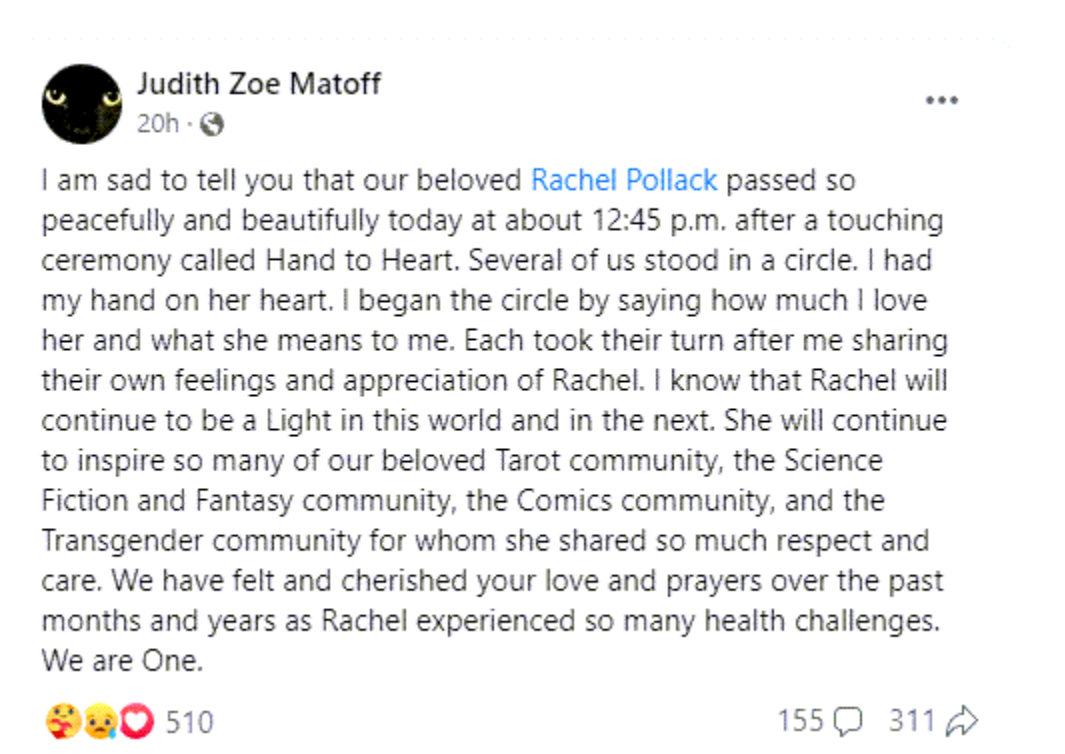 Judith Zoe Matoff
20h ·
I am sad to tell you that our beloved Rachel Pollack passed so
peacefully and beautifully today at about 12:45 p.m. after a touching
ceremony called Hand to Heart. Several of us stood in a circle. I had
my hand on her heart. I began the circle by saying how much I love
her and what she means to me. Each took their turn after me sharing
their own feelings and appreciation of Rachel. I know that Rachel will
continue to be a Light in this world and in the next. She will continue
to inspire so many of our beloved Tarot community, the Science
Fiction and Fantasy community, the Comics community, and the
Transgender community for whom she shared so much respect and
care. We have felt and cherished your love and prayers over the past
months and years as Rachel experienced so many health challenges.
We are One.
510 155 311